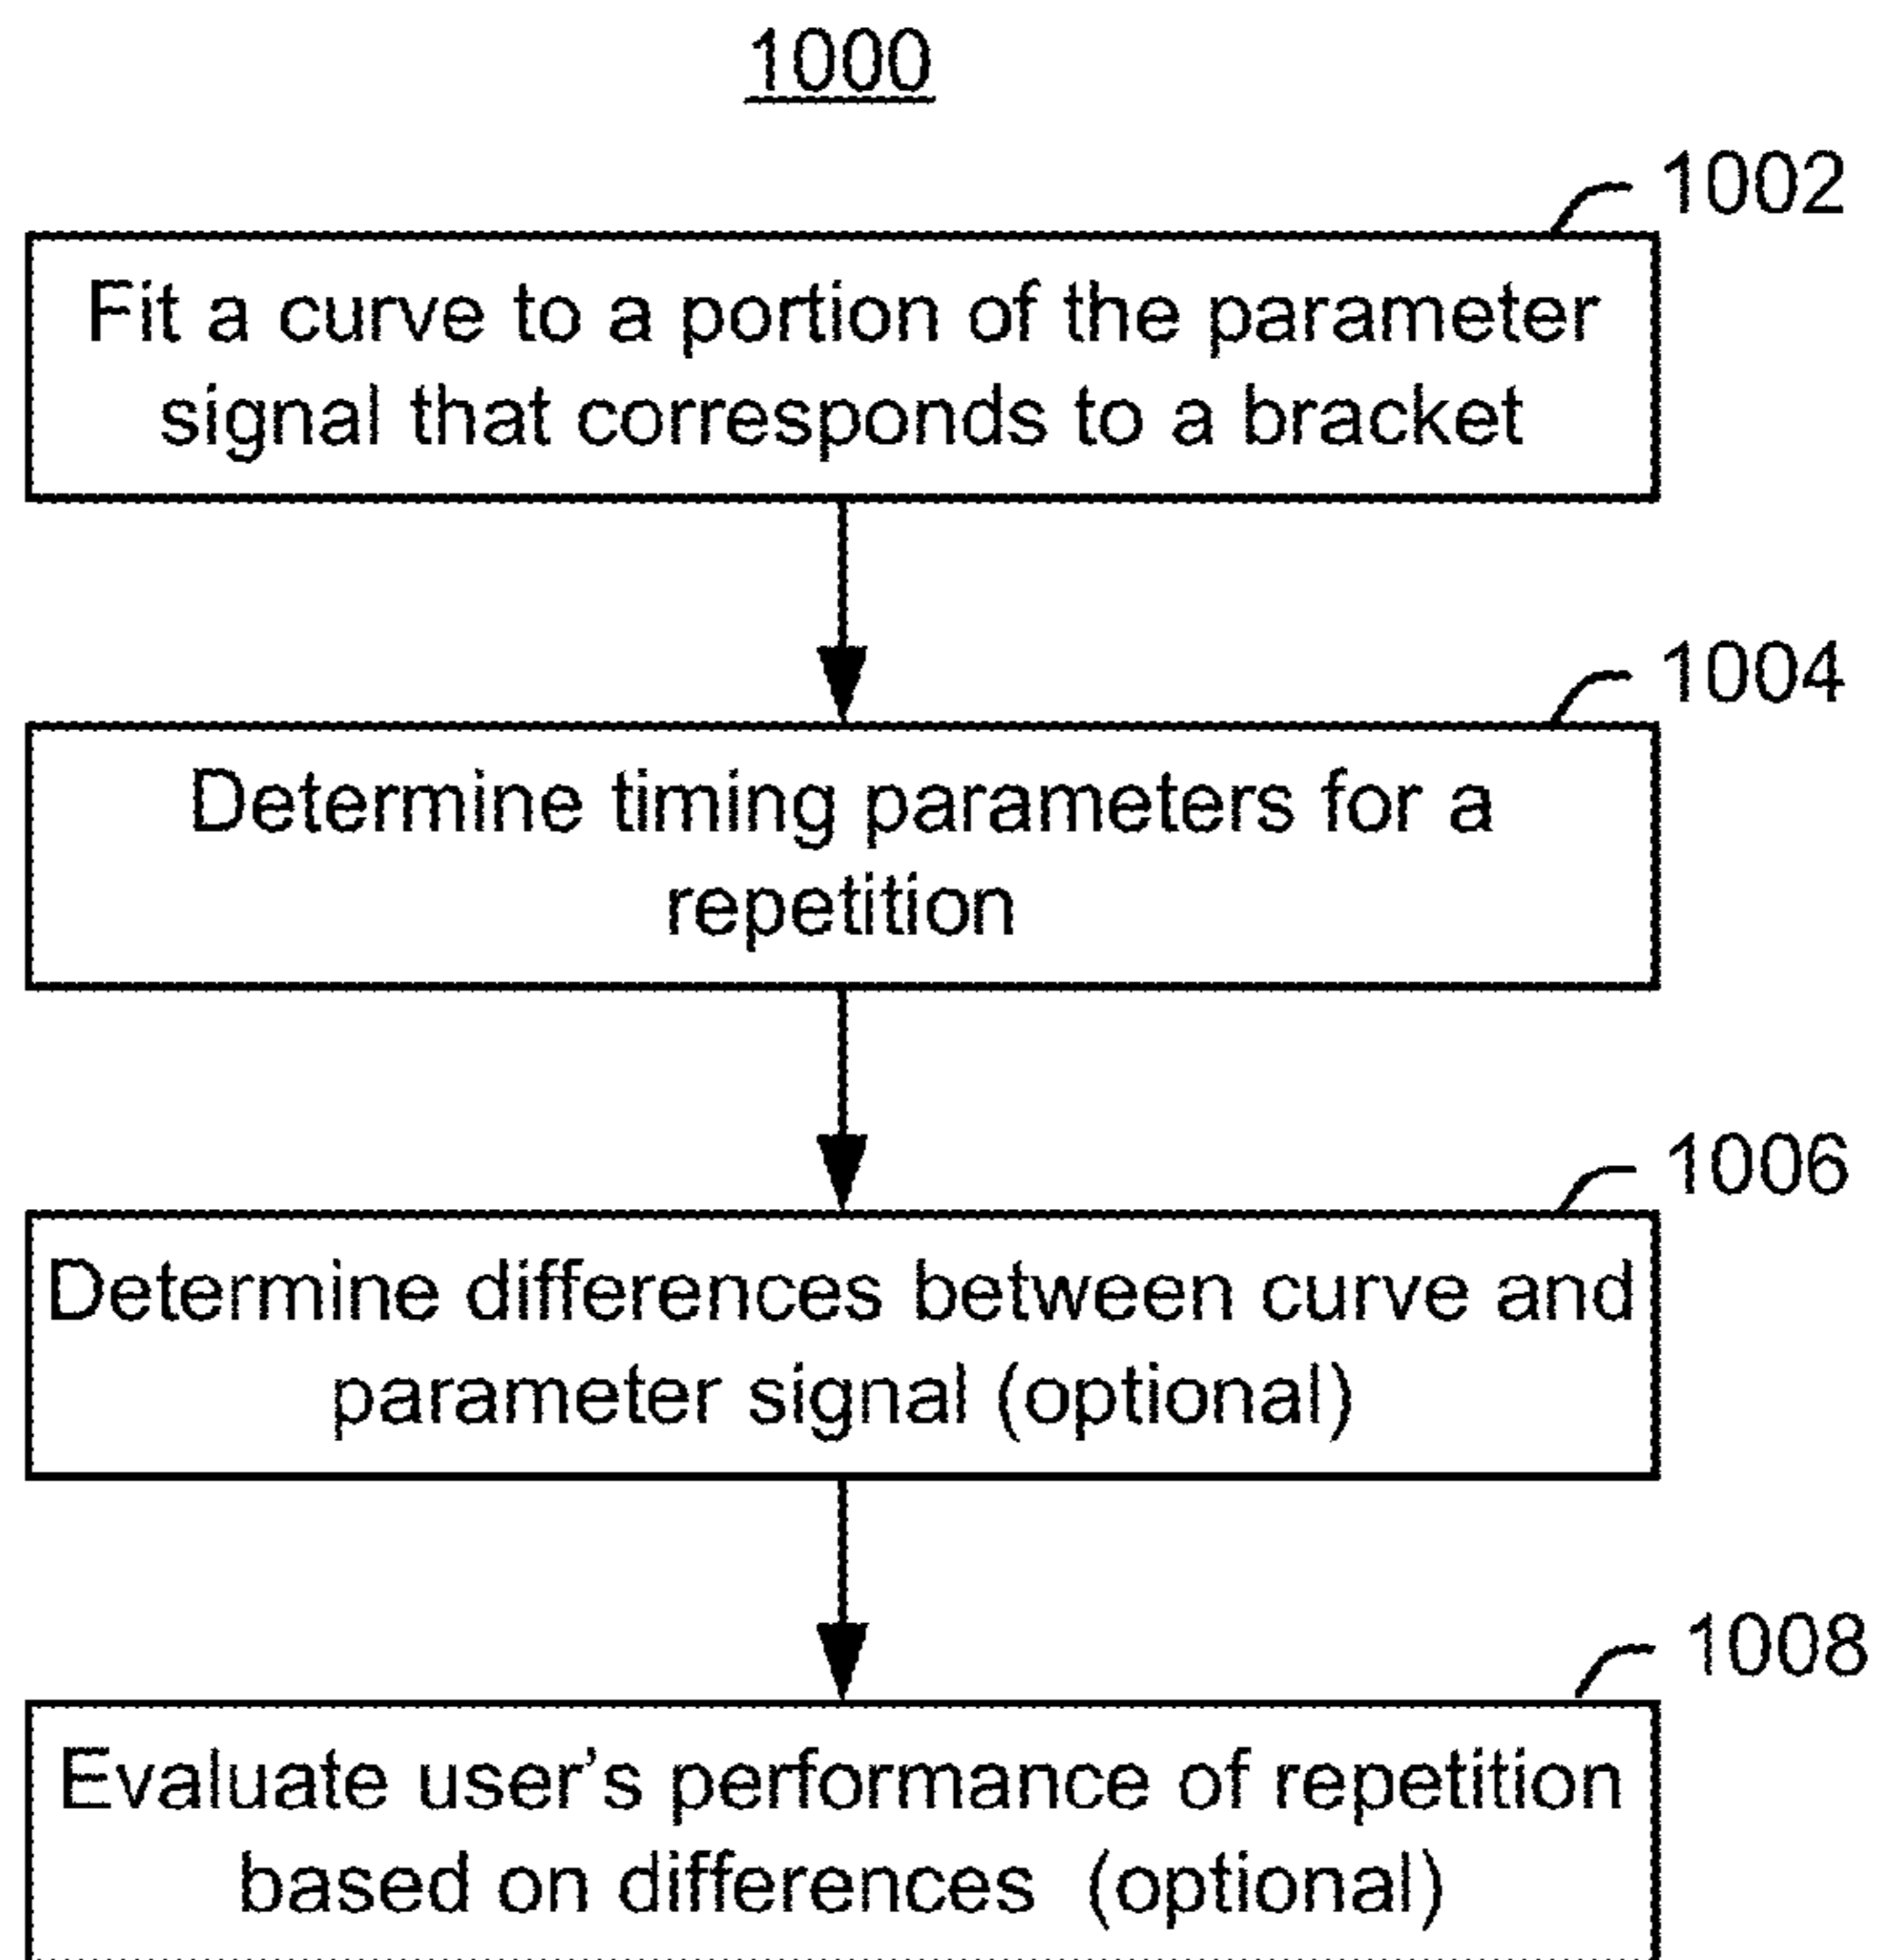 1000
1002
Fit a curve to a portion of the parameter
signal that corresponds to a bracket
1004
Determine timing parameters for a
repetition
1006
Determine differences between curve and
parameter signal (optional)
1008
Evaluate user’s performance of repetition
based on differences (optional)